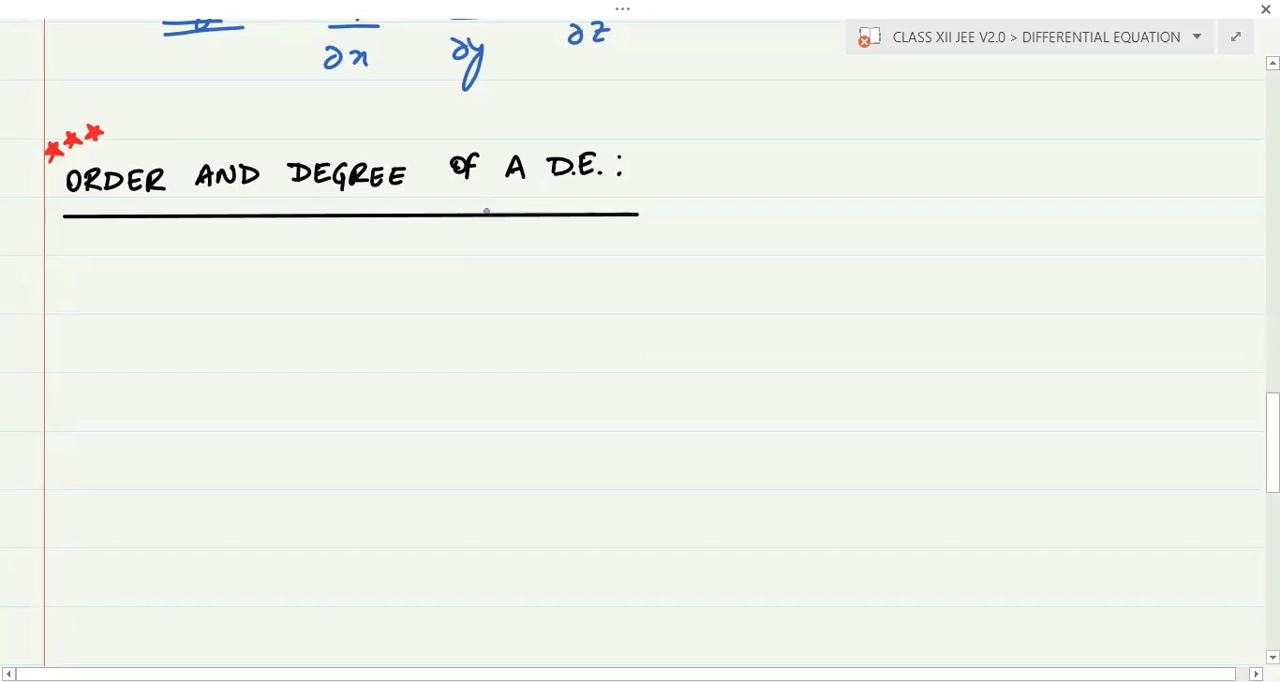 ...
CLASS XII JEE V2.0 > DIFFERENTIAL EQUATION
∂x ∂y ∂z
ORDER AND DEGREE OF A D.E. :